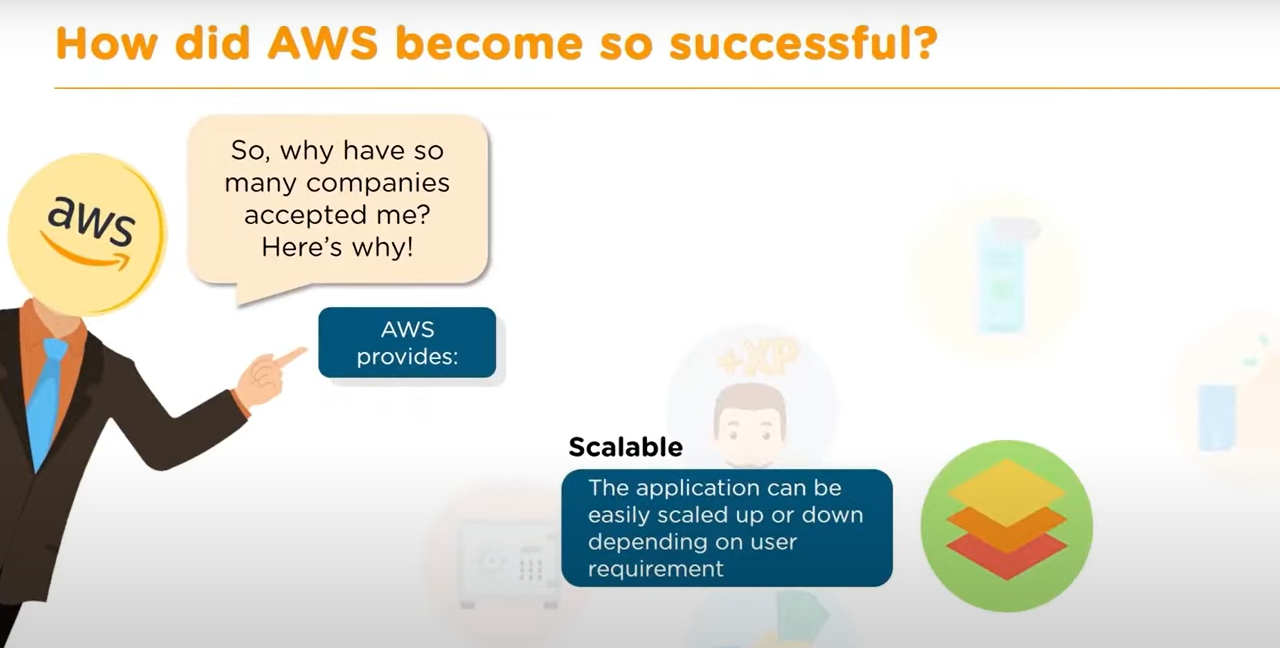 How did AWS become so successful?
So, why have so
many companies
accepted me?
Here's why!
aws
AWS
provides:
+XP
Scalable
The application can be
easily scaled up or down
depending on user
requirement